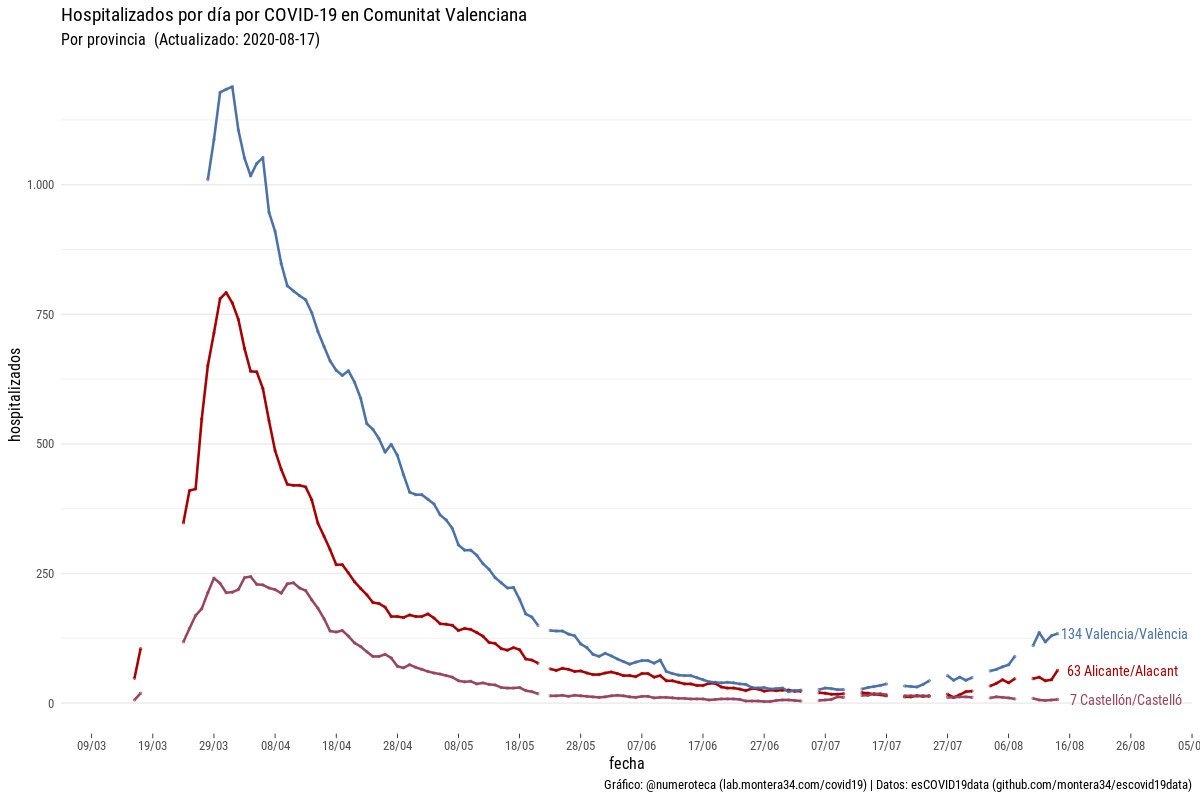 Hospitalizados por día por COVID-19 en Comunitat Valenciana
Por provincia (Actualizado: 2020-08-17)
hospitalizados
1.000
750
500
250
0
134 Valencia/València
63 Alicante/Alacant
7 Castellón/Castelló
09/03 19/03 29/03 08/04 18/04 28/04 08/05 18/05 28/05 07/06 17/06 27/06 07/07 17/07 27/07 06/08 16/08 26/08 05/0
fecha
Gráfico: @numeroteca (lab.montera34.com/covid19) | Datos: esCOVID19data (github.com/montera34/escovid19data)